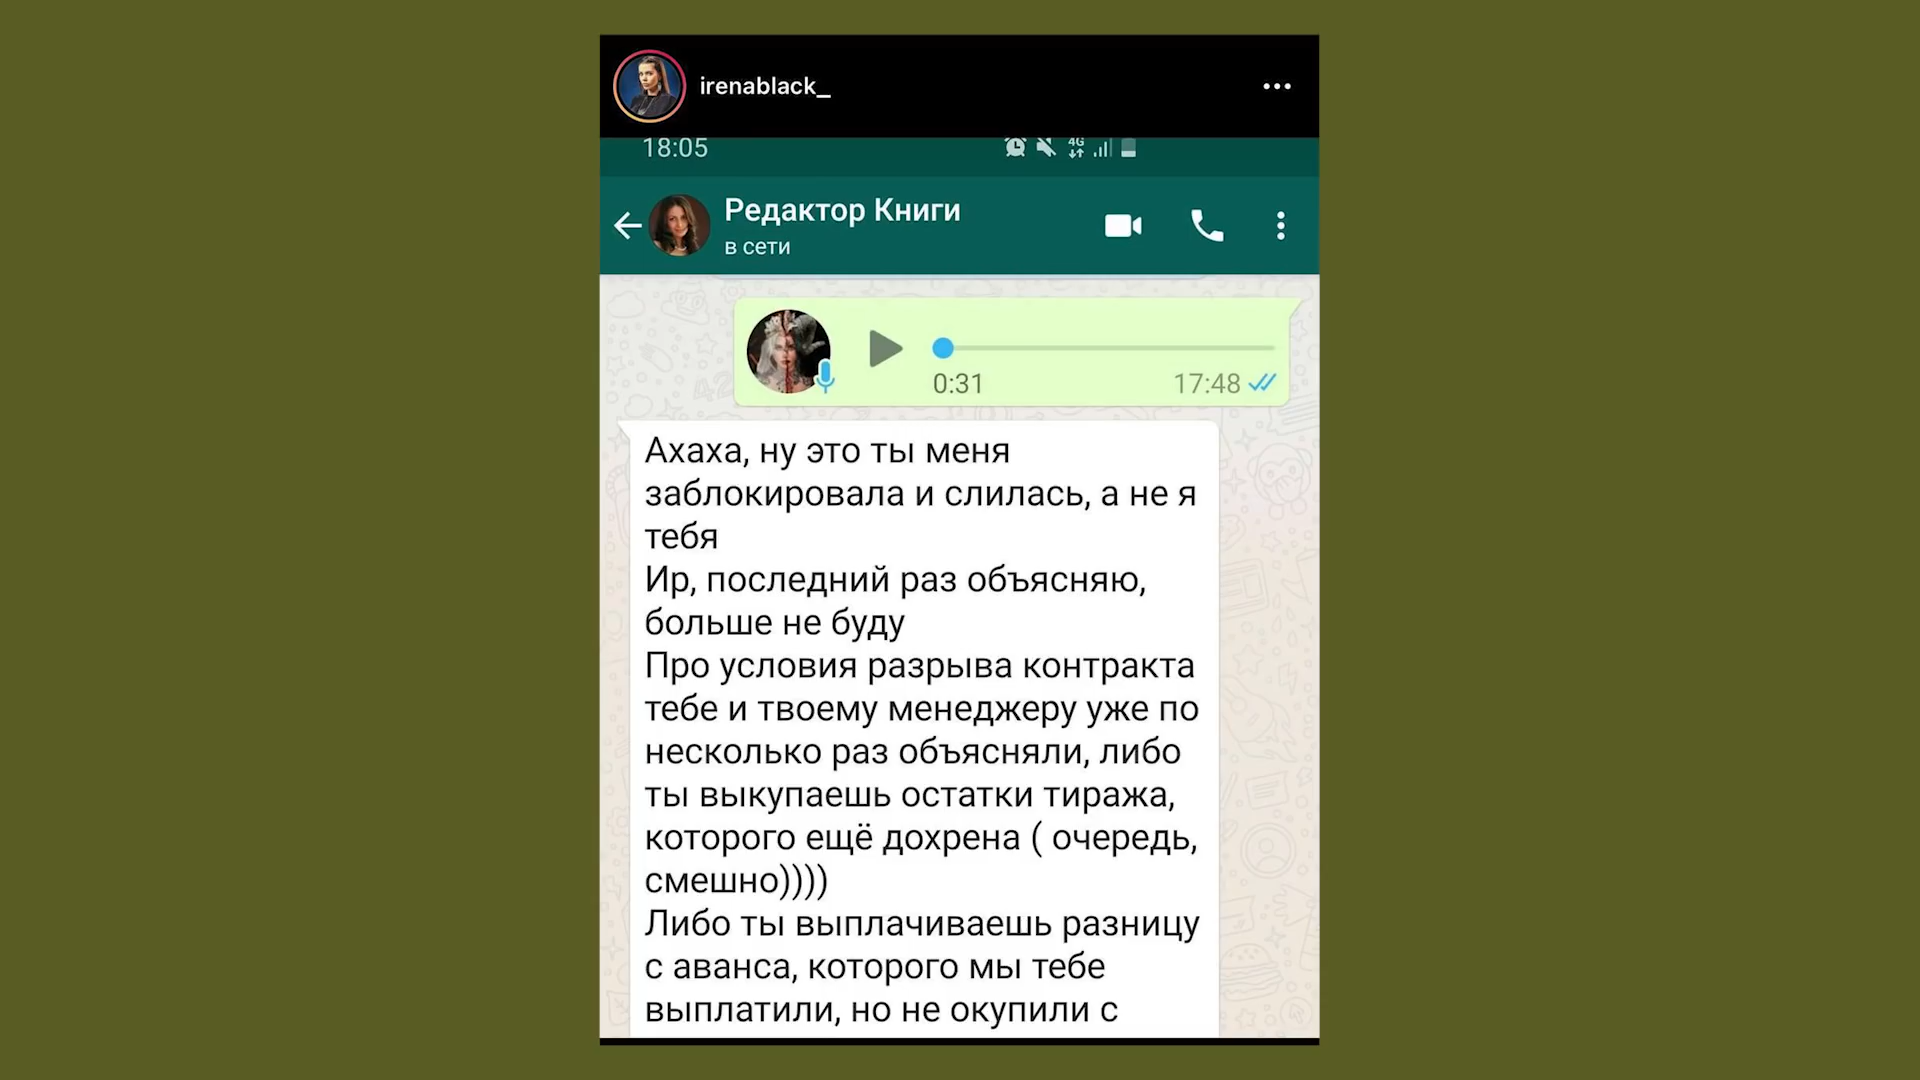 irenablack_
18:05
4G
Редактор Книги
в сети
0:31
17:48
Ахаха, ну это ты меня
заблокировала и слилась, а не я
тебя
Ир, последний раз объясняю,
больше не буду
Про условия разрыва контракта
тебе и твоему менеджеру уже по
несколько раз объясняли, либо
ты выкупаешь остатки тиража,
которого ещё дохрена ( очередь,
смешно))))
Либо ты выплачиваешь разницу
с аванса, которого мы тебе
выплатили, но не окупили с